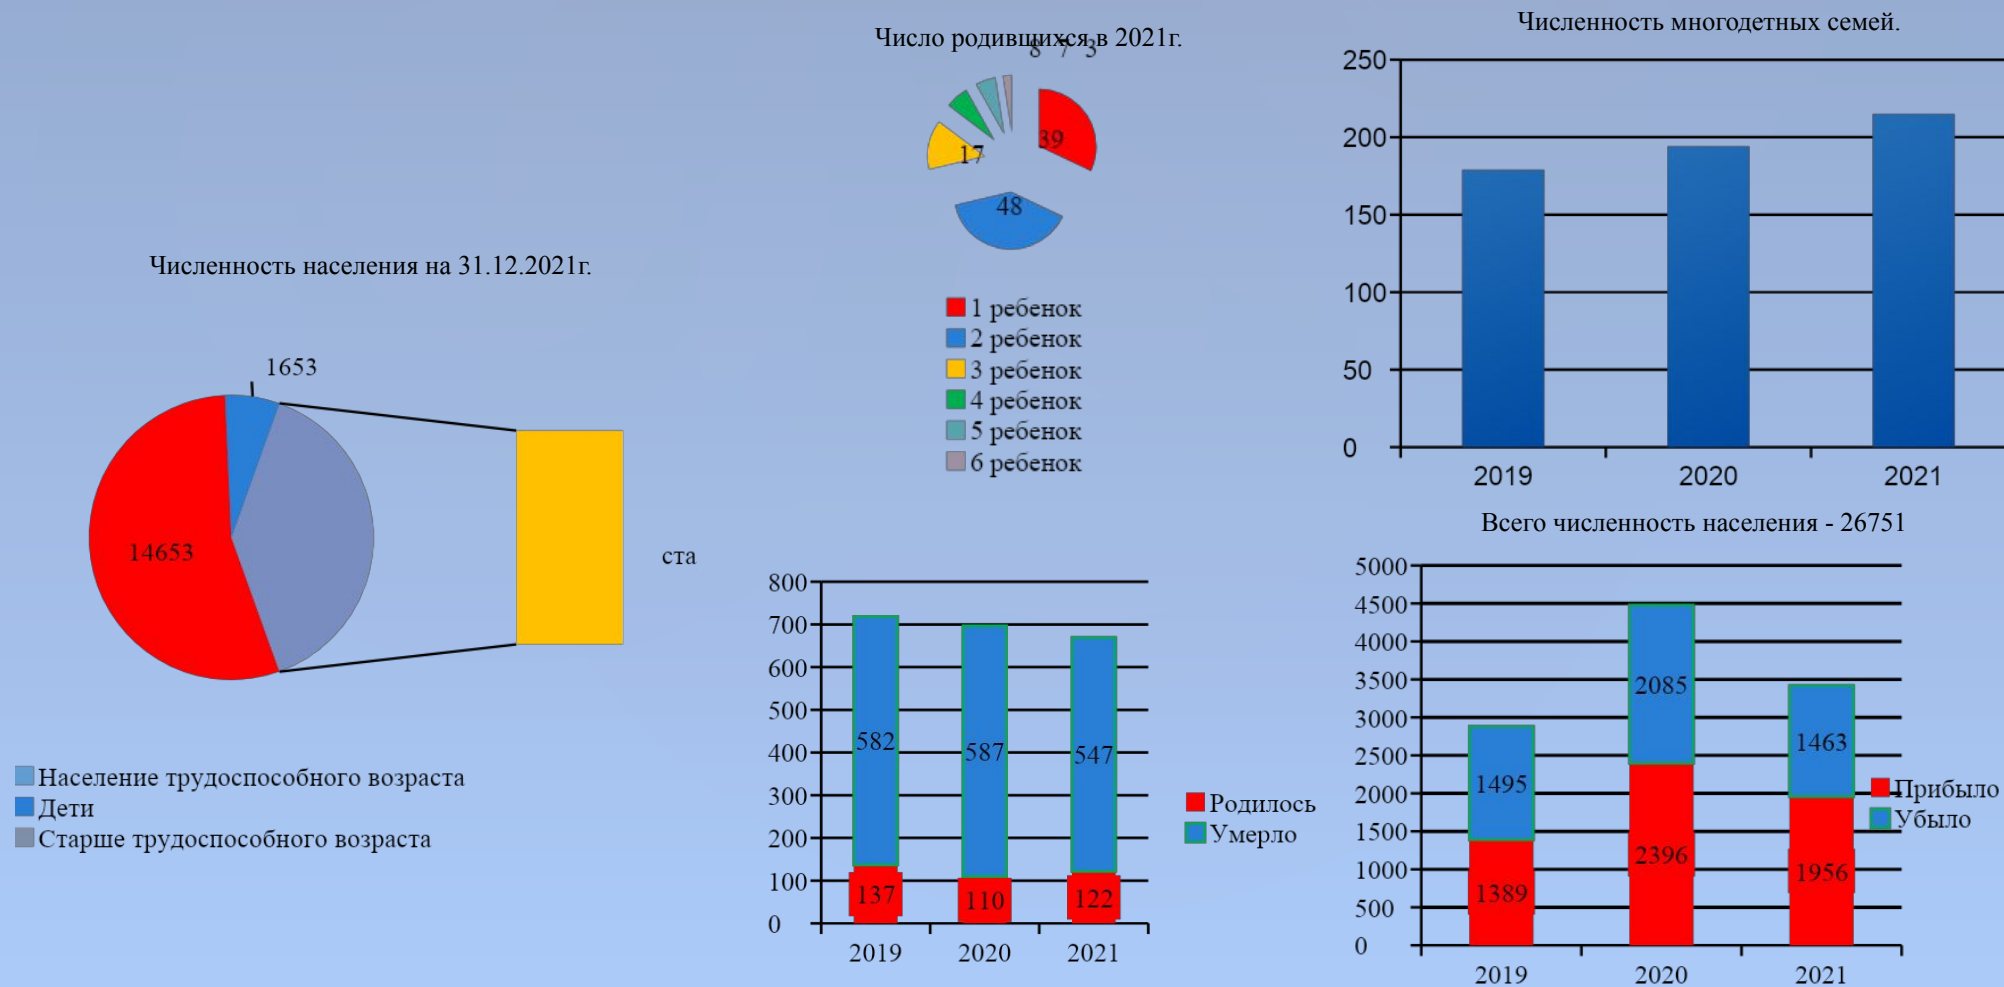 Численность населения на 31.12.2021г.
1653
14653
ста
Население трудоспособного возраста
Дети
Старше трудоспособного возраста
Число родившихся в 2021г.
8 7 3
39
17
48
1 ребенок
2 ребенок
3 ребенок
4 ребенок
5 ребенок
6 ребенок
800
700
600
500
400
300
200
100
0
582
587
547
137
110
122
2019
2020
2021
Родилось
Умерло
Численность многодетных семей.
250
200
150
100
50
0
2019
2020
2021
Всего численность населения - 26751
5000
4500
4000
3500
3000
2500
2000
1500
1000
500
0
1495
2085
1463
1389
2396
1956
2019
2020
2021
Прибыло
Убыло